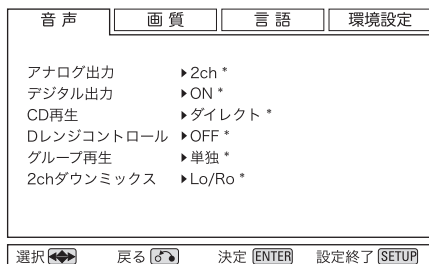 音声 画質 言語 環境設定
アナログ出力 ▶2ch *
デジタル出力 ▶ON *
CD再生 ▶ダイレクト *
Dレンジコントロール ▶OFF *
グループ再生 ▶単独 *
2chダウンミックス ▶Lo/Ro *
選択 戻る 決定 ENTER 設定終了 SETUP